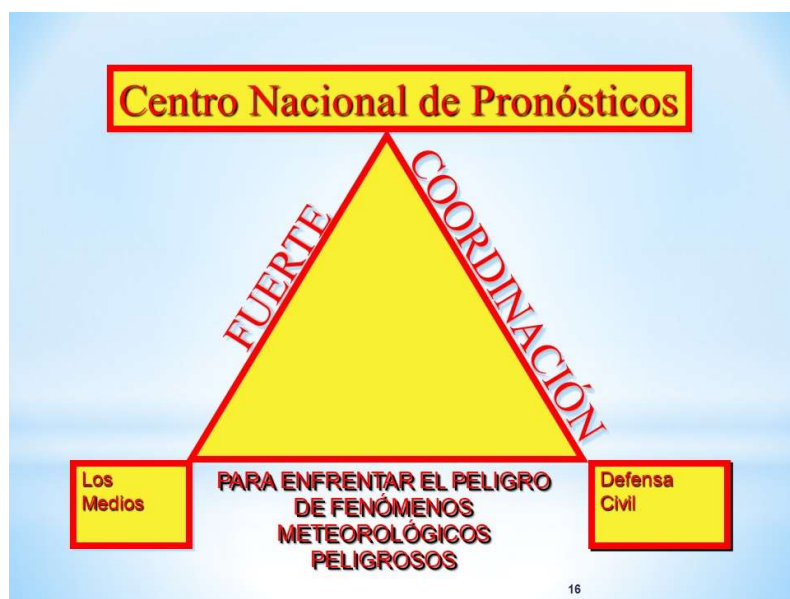 Centro Nacional de Pronósticos
FUERTE
COORDINACIÓN
Los
Medios
PARA ENFRENTAR EL PELIGRO
DE FENÓMENOS
METEOROLÓGICOS
PELIGROSOS
Defensa
Civil
16